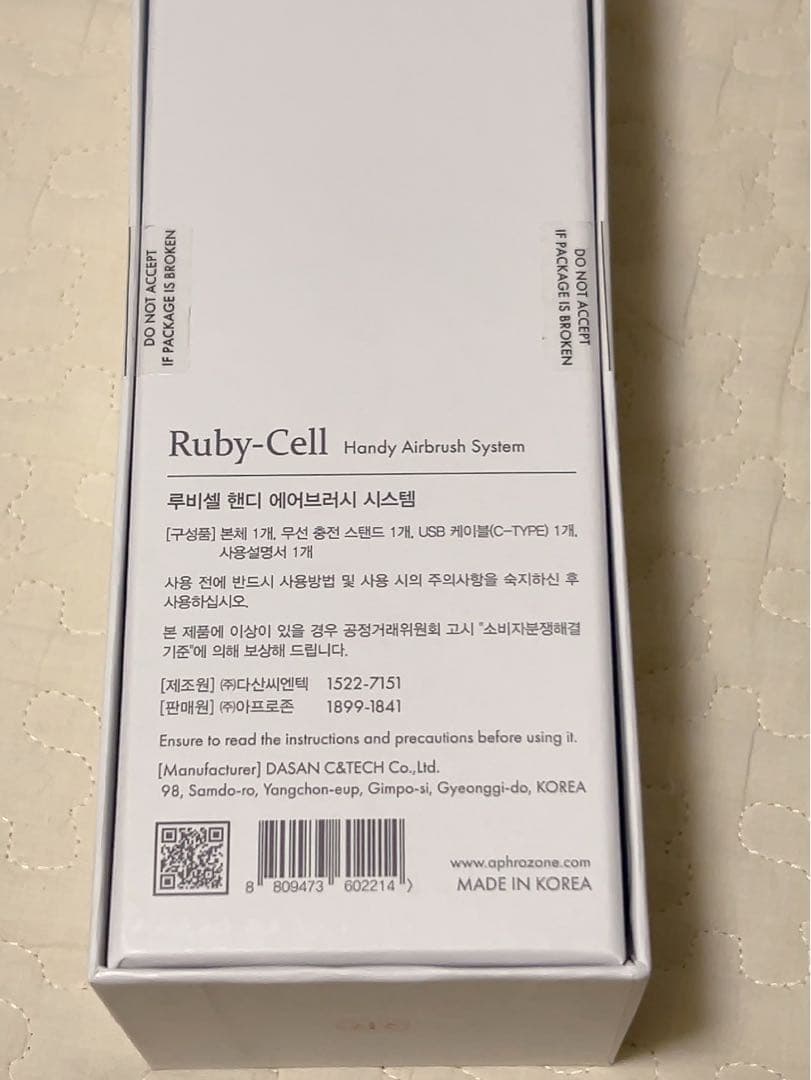 DO NOT ACCEPT
IF PACKAGE IS BROKEN
DO NOT ACCEPT
IF PACKAGE IS BROKEN
Ruby-Cell Handy Airbrush System
루비셀 핸디 에어브러시 시스템
[구성품] 본체 1개, 무선 충전 스탠드 1개, USB 케이블(C-TYPE) 1개,
사용설명서 1개
사용 전에 반드시 사용방법 및 사용 시의 주의사항을 숙지하신 후
사용하십시오.
본 제품에 이상이 있을 경우 공정거래위원회 고시 "소비자분쟁해결
기준"에 의해 보상해 드립니다.
[제조원] ㈜다산씨엔텍 1522-7151
[판매원] ㈜아프로존 1899-1841
Ensure to read the instructions and precautions before using it.
[Manufacturer] DASAN C&TECH Co.,Ltd.
98, Samdo-ro, Yangchon-eup, Gimpo-si, Gyeonggi-do, KOREA
www.aphrozone.com
MADE IN KOREA
8 809473 602214 >